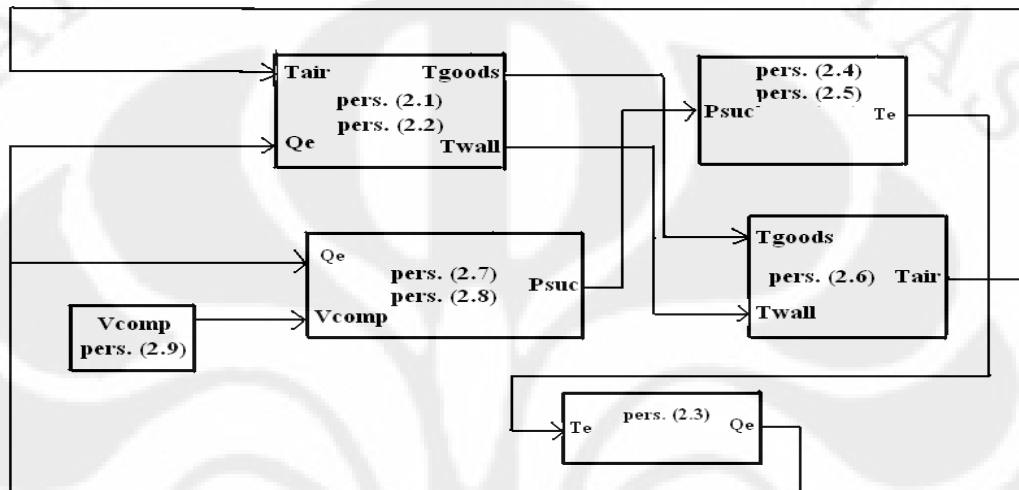 Tair Tgoods
pers. (2.1)
pers. (2.2)
Qe Twall
pers. (2.4)
pers. (2.5)
Psuc Te
Qe
pers. (2.7)
pers. (2.8)
Psuc
Vcomp
Tgoods
pers. (2.6) Tair
Twall
Vcomp
pers. (2.9)
Te pers. (2.3) Qe